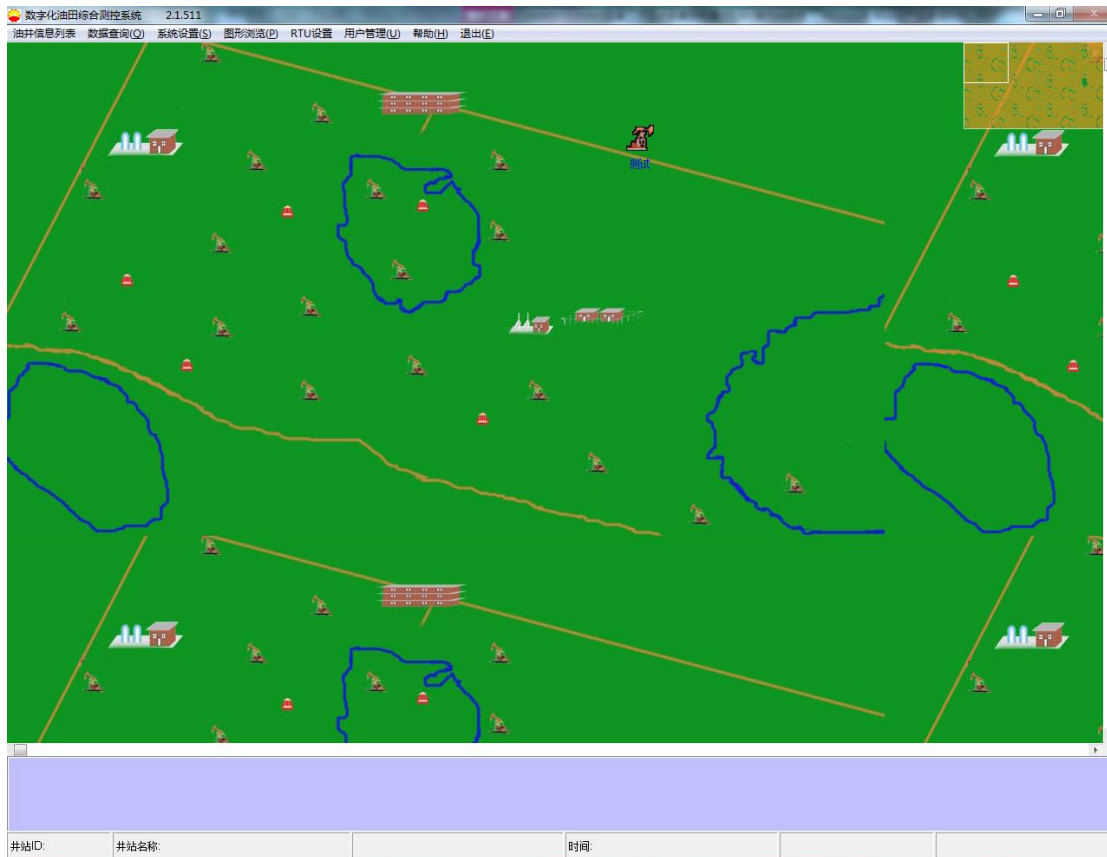 数字化油田综合测控系统 2.1.511
油井信息列表 数据查询(Q) 系统设置(S) 图形浏览(P) RTU设置 用户管理(U) 帮助(H) 退出(E)
测试
井站ID: 井站名称: 时间: